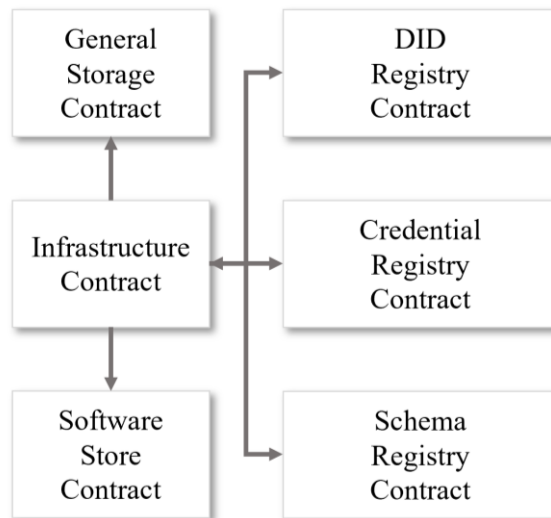 General
Storage
Contract
DID
Registry
Contract
Infrastructure
Contract
Credential
Registry
Contract
Software
Store
Contract
Schema
Registry
Contract